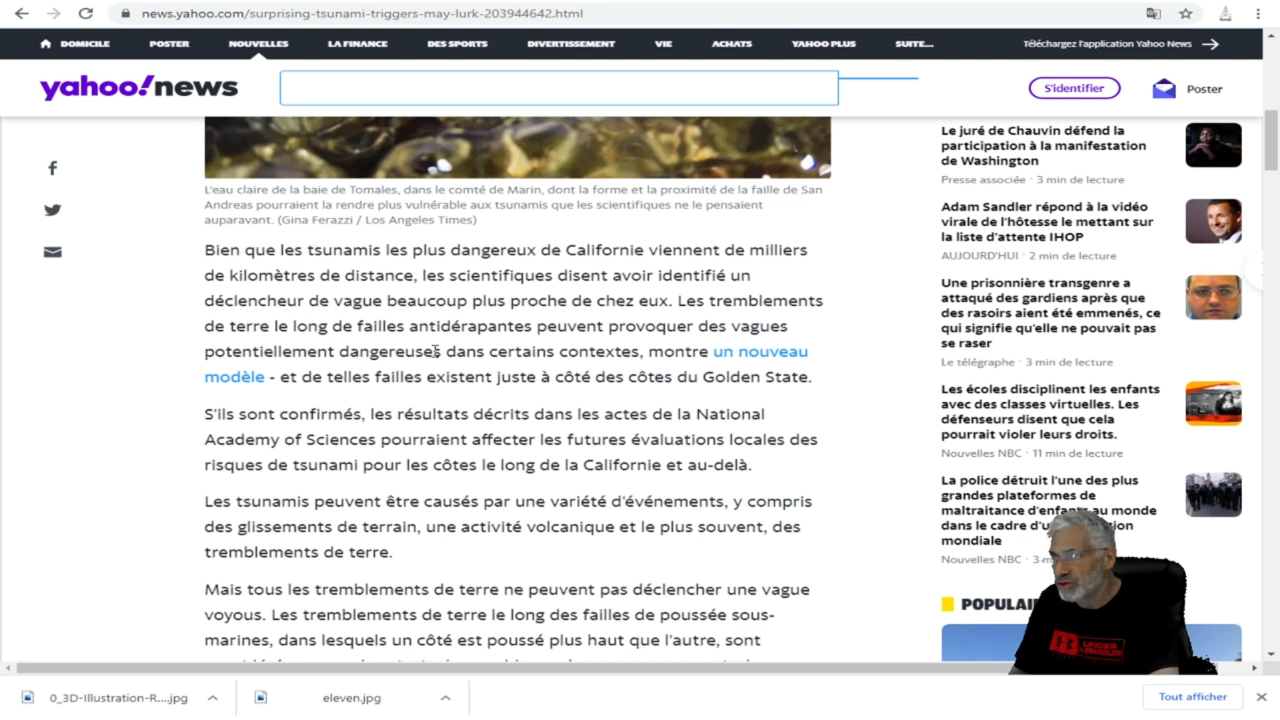 news.yahoo.com/surprising-tsunami-triggers-may-lurk-203944642.html
DOMICILE POSTER NOUVELLES LA FINANCE DES SPORTS DIVERTISSEMENT VIE ACHATS YAHOO PLUS SUITE... Téléchargez l'application Yahoo News
yahoo!news
S'identifier
Poster
L'eau claire de la baie de Tomales, dans le comté de Marin, dont la forme et la proximité de la faille de San
Andreas pourraient la rendre plus vulnérable aux tsunamis que les scientifiques ne le pensaient
auparavant. (Gina Ferazzi / Los Angeles Times)
Bien que les tsunamis les plus dangereux de Californie viennent de milliers
de kilomètres de distance, les scientifiques disent avoir identifié un
déclencheur de vague beaucoup plus proche de chez eux. Les tremblements
de terre le long de failles antidérapantes peuvent provoquer des vagues
potentiellement dangereuses dans certains contextes, montre un nouveau
modèle - et de telles failles existent juste à côté des côtes du Golden State.
S'ils sont confirmés, les résultats décrits dans les actes de la National
Academy of Sciences pourraient affecter les futures évaluations locales des
risques de tsunami pour les côtes le long de la Californie et au-delà.
Les tsunamis peuvent être causés par une variété d'événements, y compris
des glissements de terrain, une activité volcanique et le plus souvent, des
tremblements de terre.
Mais tous les tremblements de terre ne peuvent pas déclencher une vague
voyous. Les tremblements de terre le long des failles de poussée sous-
marines, dans lesquels un côté est poussé plus haut que l'autre, sont
Le juré de Chauvin défend la
participation à la manifestation
de Washington
Presse associée · 3 min de lecture
Adam Sandler répond à la vidéo
virale de l'hôtesse le mettant sur
la liste d'attente IHOP
AUJOURD'HUI · 2 min de lecture
Une prisonnière transgenre a
attaqué des gardiens après que
des rasoirs aient été emmenés, ce
qui signifie qu'elle ne pouvait pas
se raser
Le télégraphe · 3 min de lecture
Les écoles disciplinent les enfants
avec des classes virtuelles. Les
défenseurs disent que cela
pourrait violer leurs droits.
Nouvelles NBC · 11 min de lecture
La police détruit l'une des plus
grandes plateformes de
maltraitance d'enfants au monde
dans le cadre
mondiale
Nouvelles NBC · 3
UNDER
ARMOUR
0_3D-Illustration-R....jpg
eleven.jpg
Tout afficher